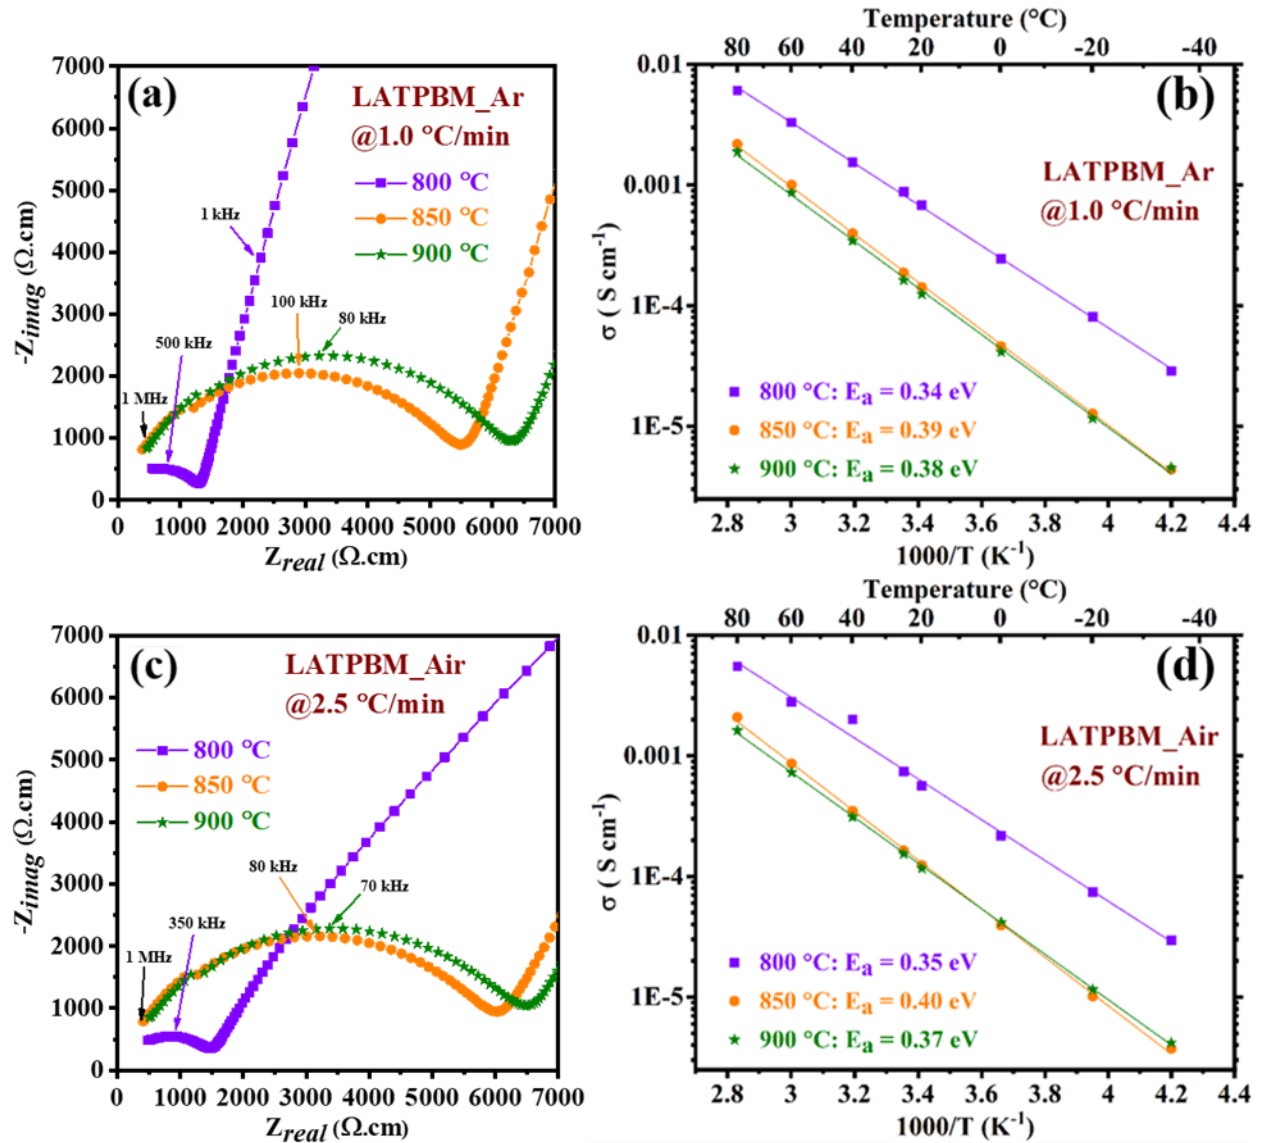 (a)
LATPBM_Ar
@1.0 °C/min
800 °C
850 °C
900 °C
1 kHz
100 kHz
80 kHz
500 kHz
1 MHz
7000
6000
5000
4000
3000
2000
1000
0
-Zimag (Ω.cm)
0 1000 2000 3000 4000 5000 6000 7000
Zreal (Ω.cm)
Temperature (°C)
80 60 40 20 0 -20 -40
(b)
LATPBM_Ar
@1.0 °C/min
0.01
0.001
1E-4
1E-5
σ ( S cm-1)
800 °C: Ea = 0.34 eV
850 °C: Ea = 0.39 eV
900 °C: Ea = 0.38 eV
2.8 3 3.2 3.4 3.6 3.8 4 4.2 4.4
1000/T (K-1)
(c)
LATPBM_Air
@2.5 °C/min
800 °C
850 °C
900 °C
80 kHz
70 kHz
350 kHz
1 MHz
7000
6000
5000
4000
3000
2000
1000
0
-Zimag (Ω.cm)
0 1000 2000 3000 4000 5000 6000 7000
Zreal (Ω.cm)
Temperature (°C)
80 60 40 20 0 -20 -40
(d)
LATPBM_Air
@2.5 °C/min
0.01
0.001
1E-4
1E-5
σ ( S cm-1)
800 °C: Ea = 0.35 eV
850 °C: Ea = 0.40 eV
900 °C: Ea = 0.37 eV
2.8 3 3.2 3.4 3.6 3.8 4 4.2 4.4
1000/T (K-1)